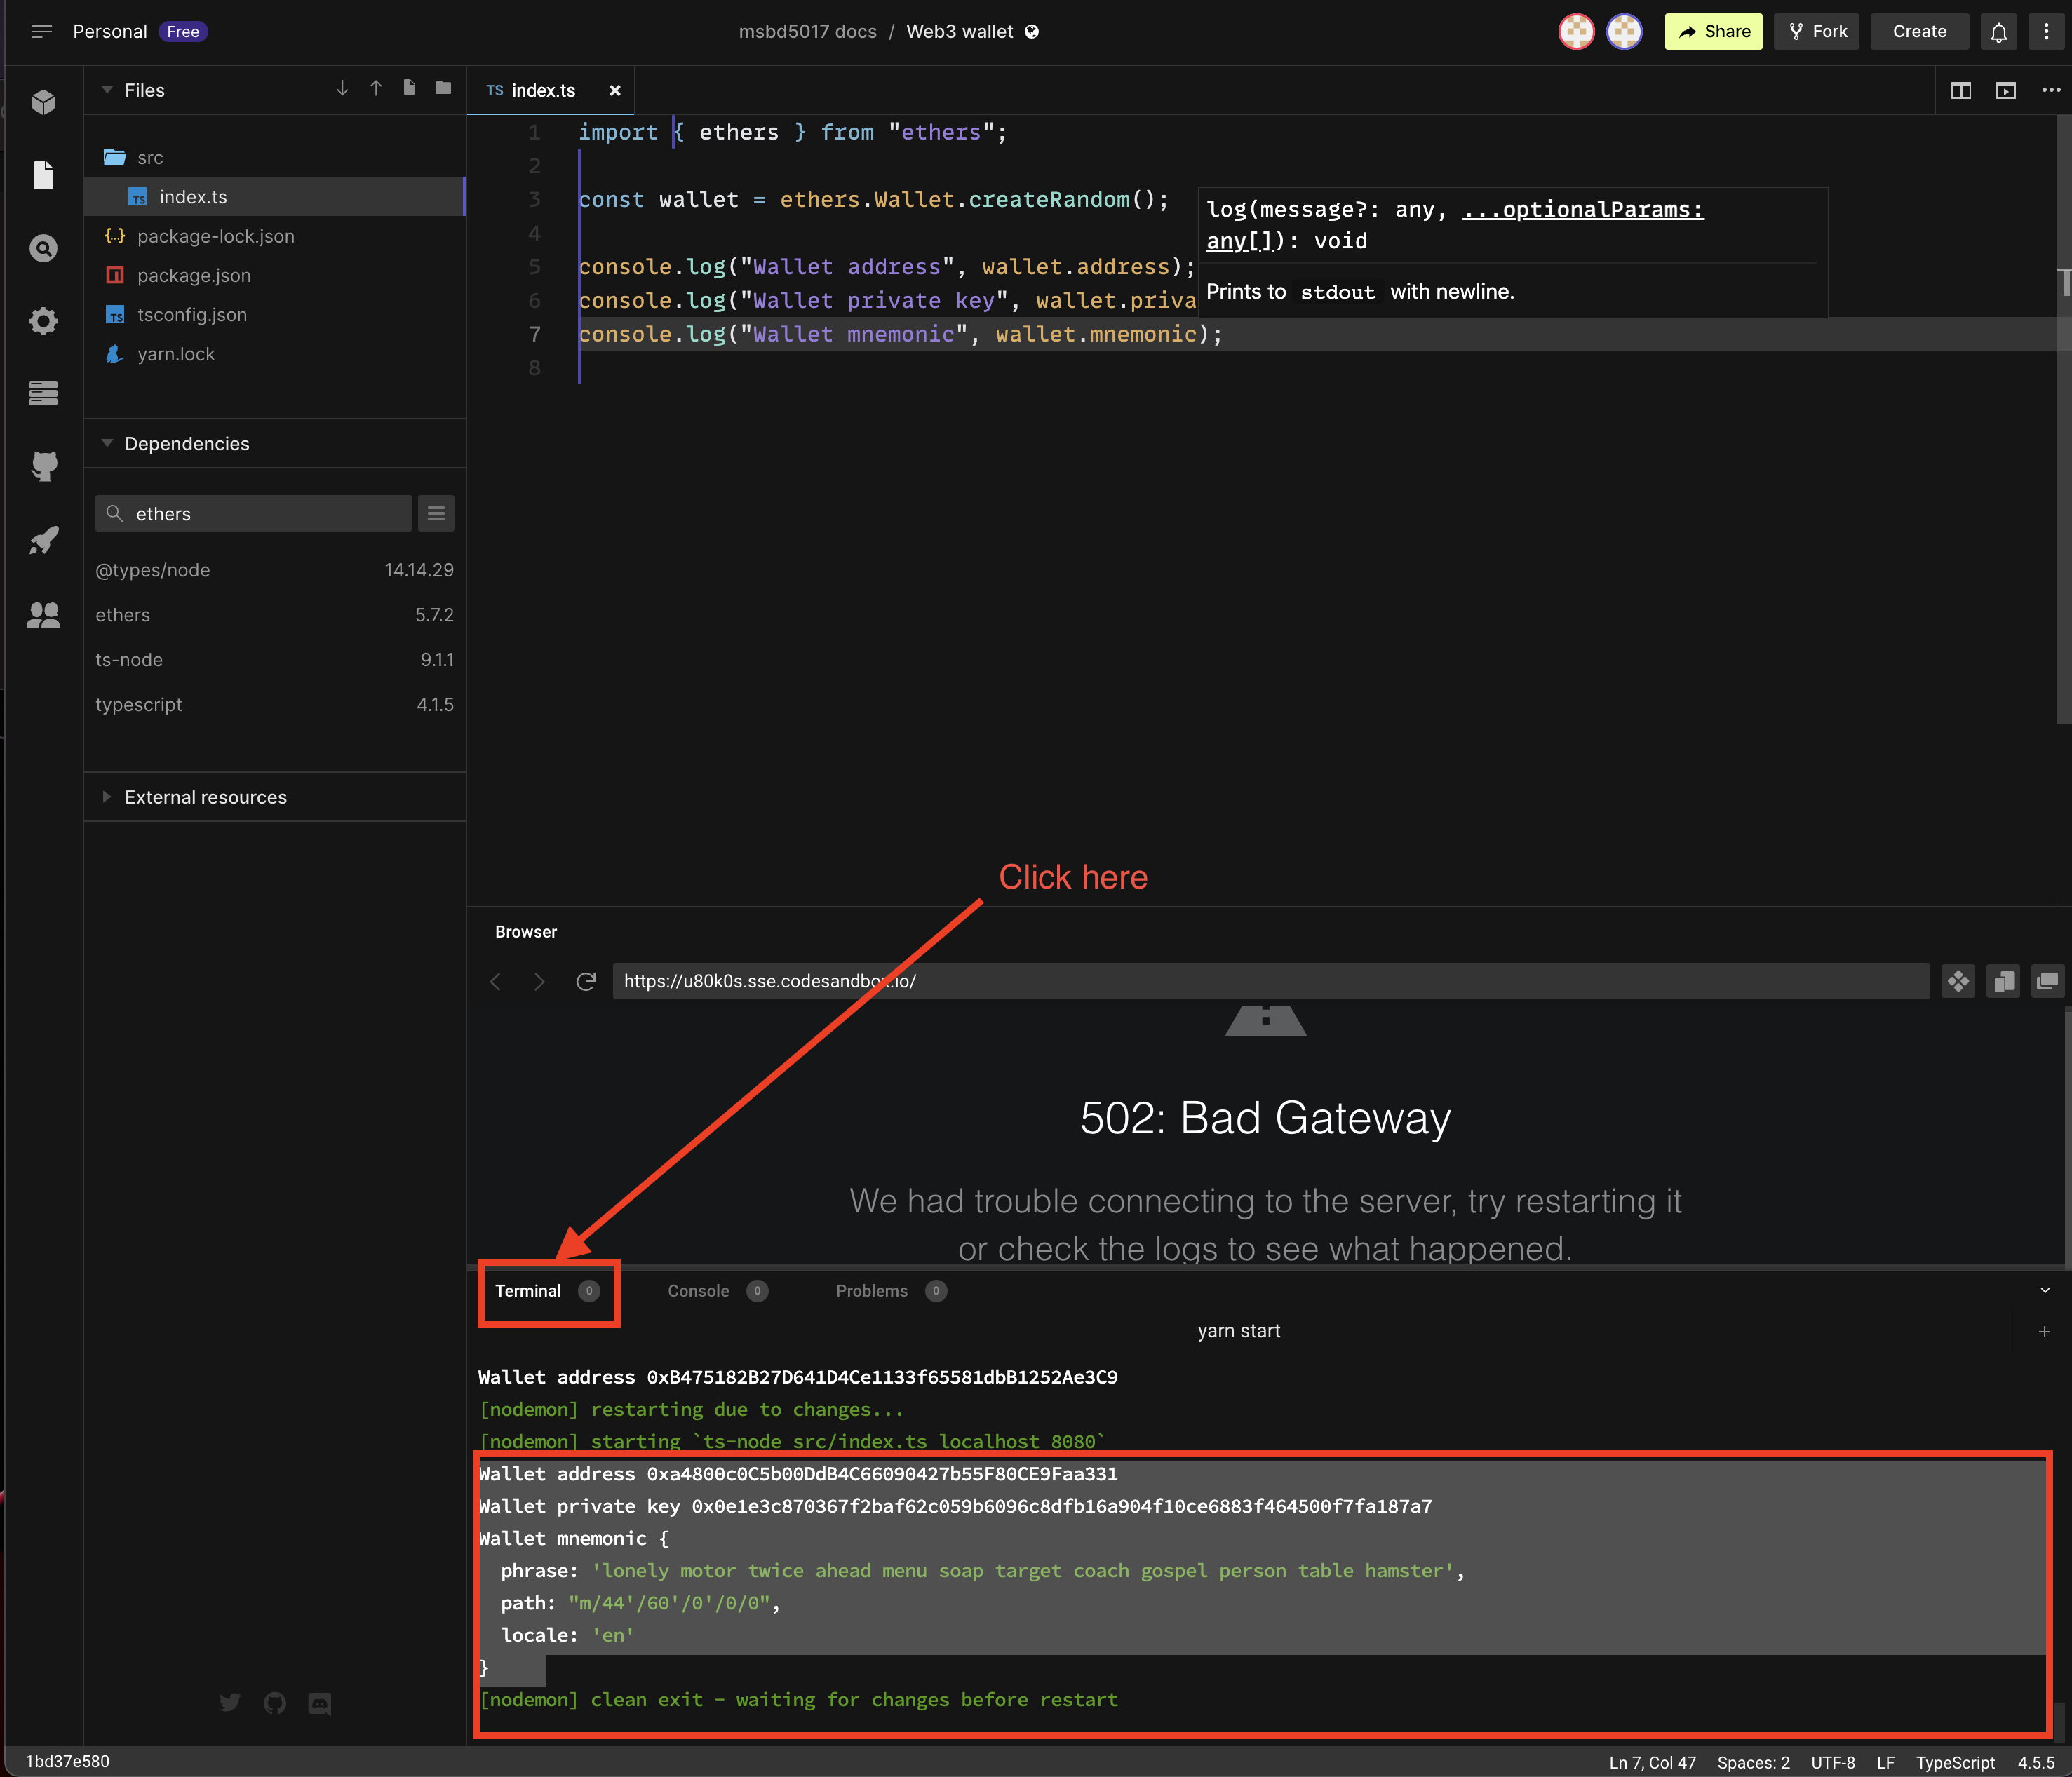 Personal Free
msbd5017 docs / Web3 wallet
Share
Fork
Create
Files
src
TS index.ts
{..} package-lock.json
package.json
TS tsconfig.json
yarn.lock
Dependencies
ethers
@types/node 14.14.29
ethers 5.7.2
ts-node 9.1.1
typescript 4.1.5
External resources
TS index.ts
1 import { ethers } from "ethers";
2
3 const wallet = ethers.Wallet.createRandom();
4
5 console.log("Wallet address", wallet.address);
6 console.log("Wallet private key", wallet.priva
7 console.log("Wallet mnemonic", wallet.mnemonic);
8
log(message?: any, ...optionalParams:
any[]): void
Prints to stdout with newline.
Click here
Browser
https://u80k0s.sse.codesandbox.io/
502: Bad Gateway
We had trouble connecting to the server, try restarting it
or check the logs to see what happened.
Terminal 0 Console 0 Problems 0
yarn start
Wallet address 0xB475182B27D641D4Ce1133f65581dbB1252Ae3C9
[nodemon] restarting due to changes...
[nodemon] starting `ts-node src/index.ts localhost 8080`
Wallet address 0xa4800c0C5b00DdB4C66090427b55F80CE9Faa331
Wallet private key 0x0e1e3c870367f2baf62c059b6096c8dfb16a904f10ce6883f464500f7fa187a7
Wallet mnemonic {
phrase: 'lonely motor twice ahead menu soap target coach gospel person table hamster',
path: "m/44'/60'/0'/0/0",
locale: 'en'
}
[nodemon] clean exit - waiting for changes before restart
1bd37e580
Ln 7, Col 47 Spaces: 2 UTF-8 LF TypeScript 4.5.5